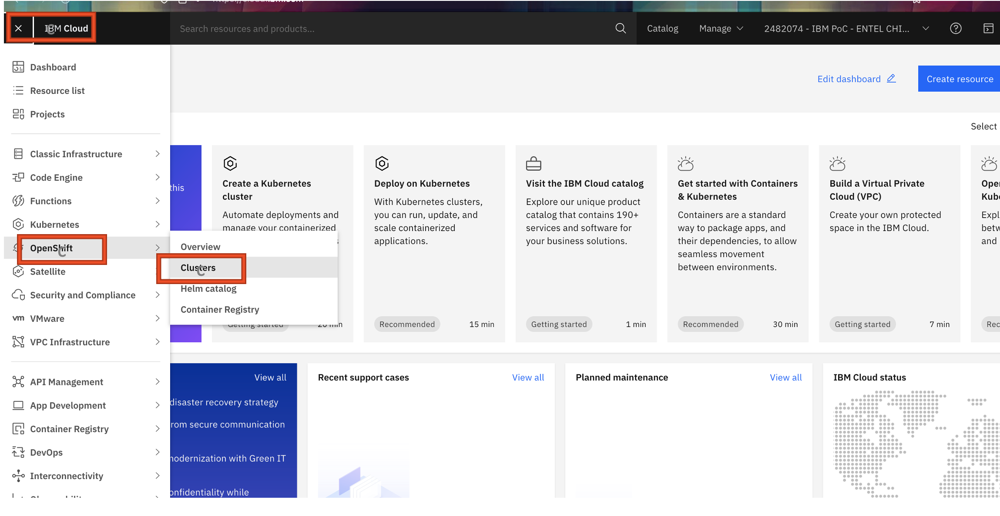 IBM Cloud
Search resources and products...
Catalog
Manage
2482074 - IBM PoC - ENTEL CHI...
Dashboard
Resource list
Projects
Classic Infrastructure
Code Engine
Functions
Kubernetes
OpenShift
Satellite
Security and Compliance
VMware
VPC Infrastructure
API Management
App Development
Container Registry
DevOps
Interconnectivity
Overview
Clusters
Helm catalog
Container Registry
Edit dashboard
Create resource
Select
this
Create a Kubernetes
cluster
Automate deployments and
manage your containerized
Getting started
20 min
Deploy on Kubernetes
With Kubernetes clusters,
you can run, update, and
scale containerized
applications.
Recommended
15 min
Visit the IBM Cloud catalog
Explore our unique product
catalog that contains 190+
services and software for
your business solutions.
Getting started
1 min
Get started with Containers
& Kubernetes
Containers are a standard
way to package apps, and
their dependencies, to allow
seamless movement
between environments.
Recommended
30 min
Build a Virtual Private
Cloud (VPC)
Create your own protected
space in the IBM Cloud.
Getting started
7 min
and
View all
disaster recovery strategy
secure communication
with Green IT
while
Recent support cases
View all
Planned maintenance
View all
IBM Cloud status